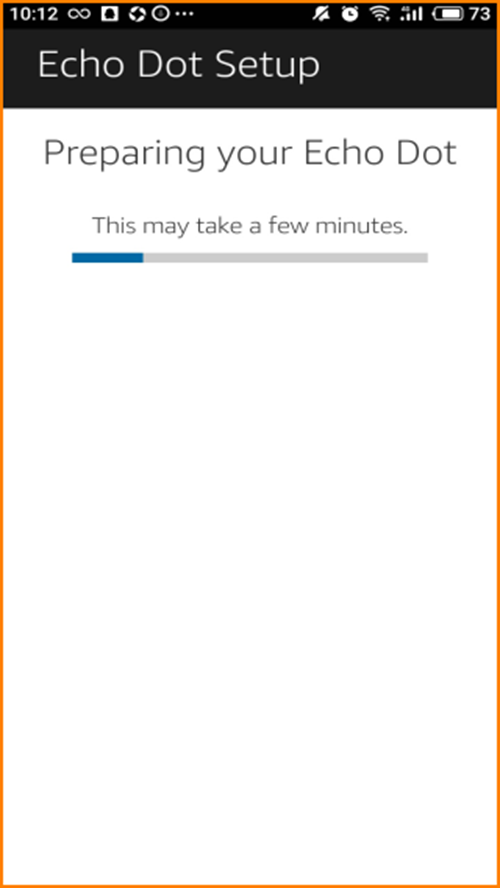 10:12 73
Echo Dot Setup
Preparing your Echo Dot
This may take a few minutes.